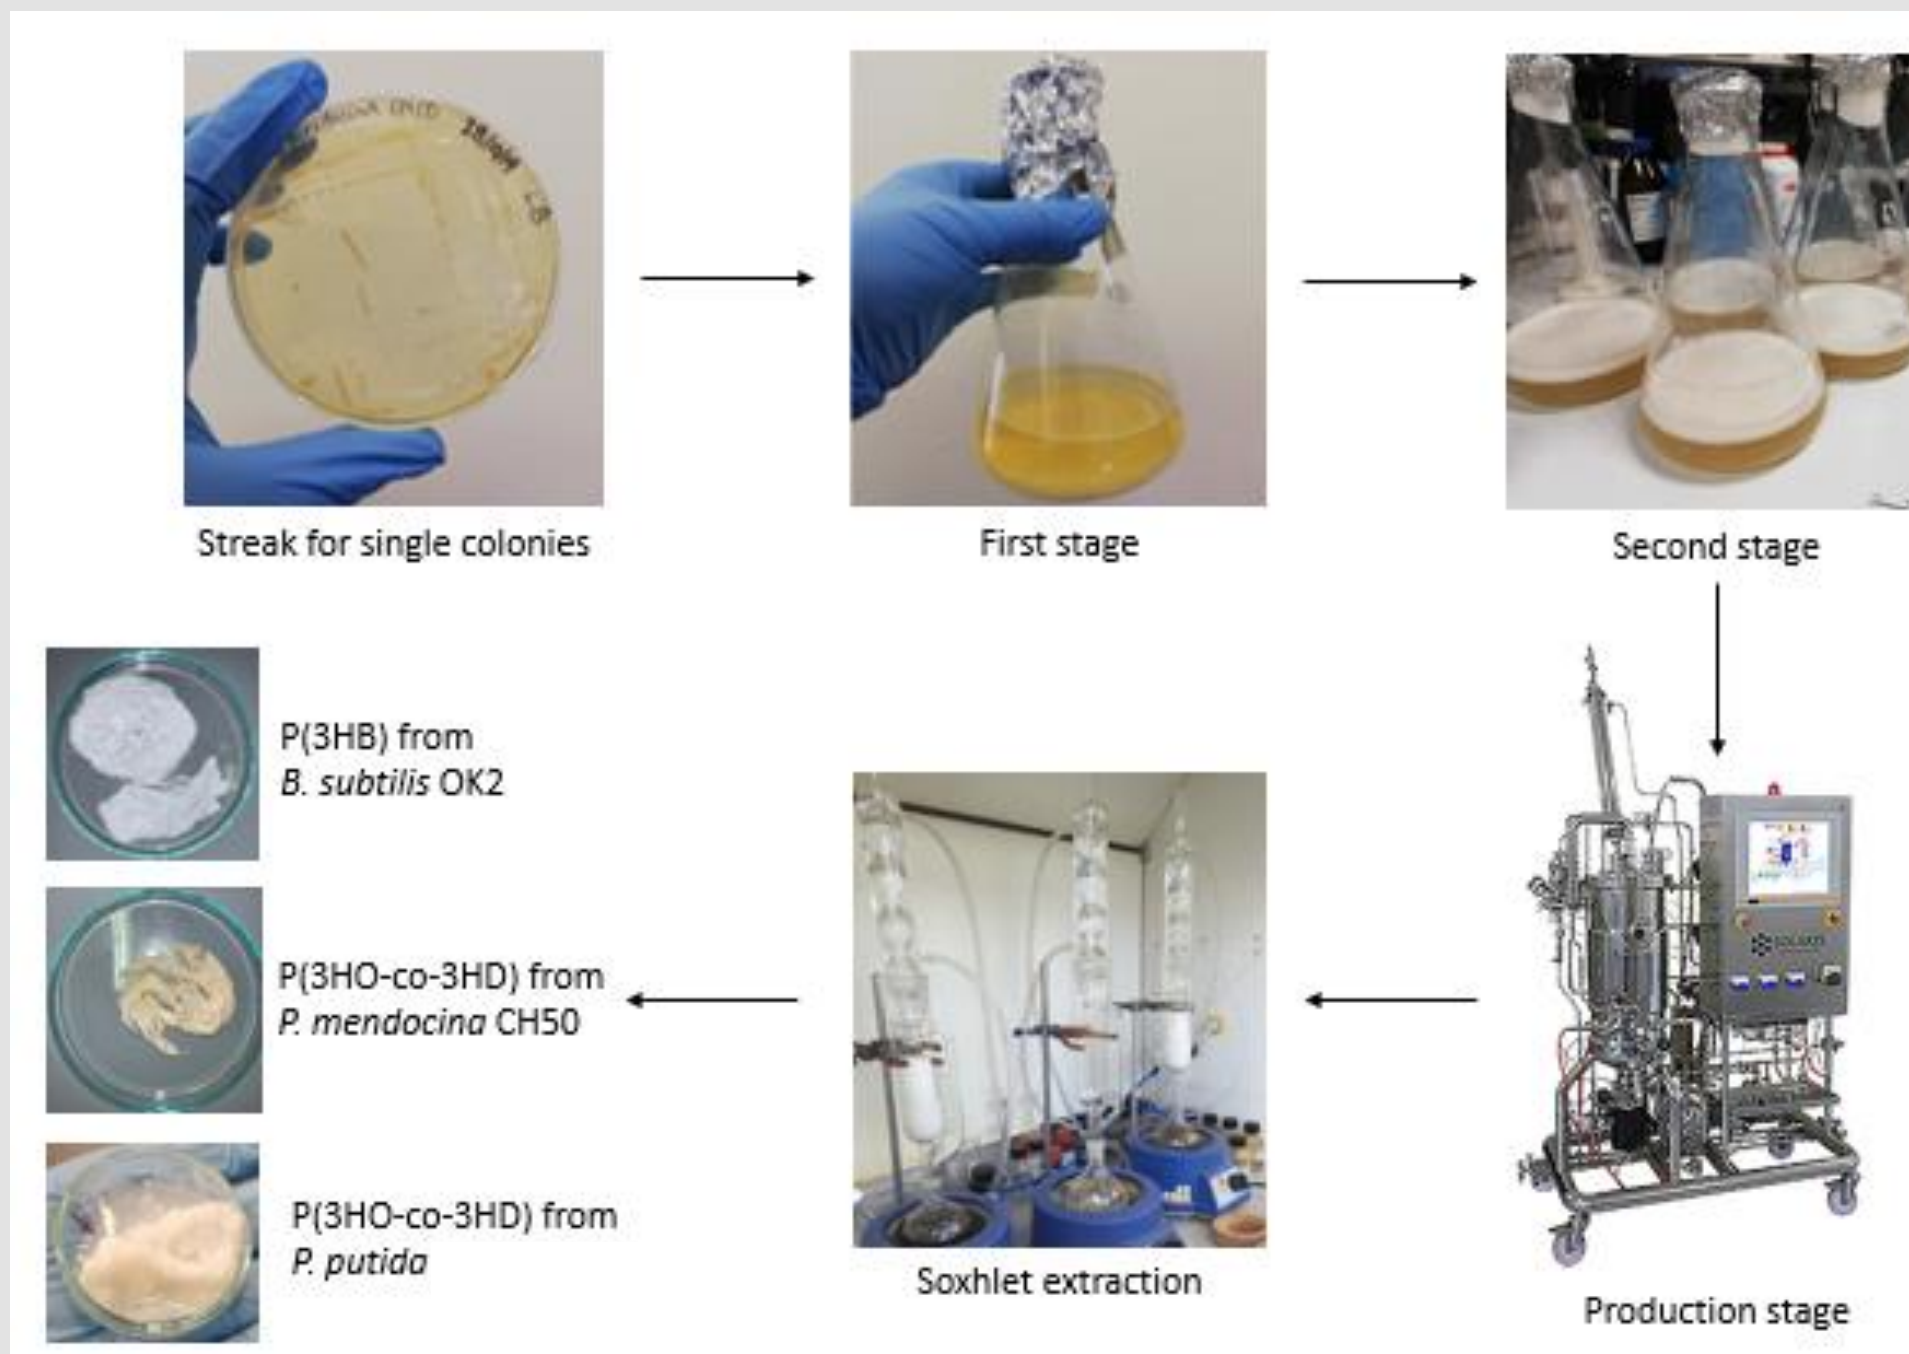 Streak for single colonies
First stage
Second stage
P(3HB) from
B. subtilis OK2
P(3HO-co-3HD) from
P. mendocina CH50
P(3HO-co-3HD) from
P. putida
Soxhlet extraction
Production stage